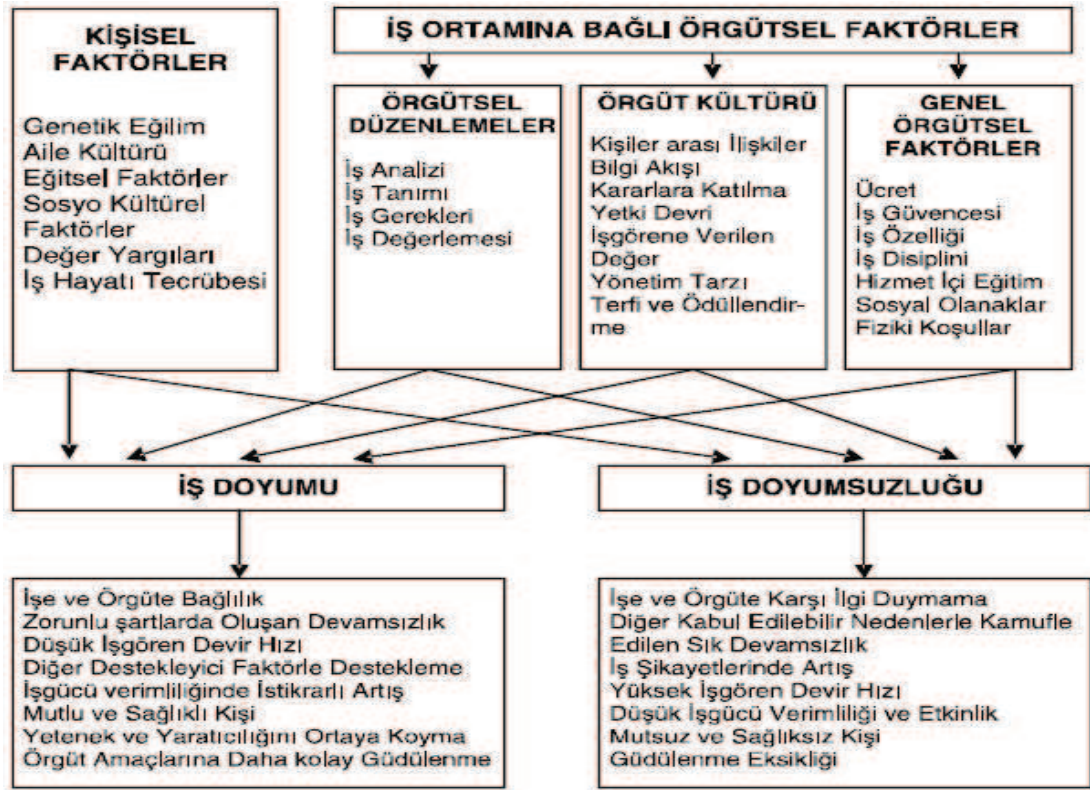 KİŞİSEL
FAKTÖRLER
Genetik Eğilim
Aile Kültürü
Eğitsel Faktörler
Sosyo Kültürel
Faktörler
Değer Yargıları
İş Hayatı Tecrübesi
İŞ ORTAMINA BAĞLI ÖRGÜTSEL FAKTÖRLER
ÖRGÜTSEL
DÜZENLEMELER
İş Analizi
İş Tanımı
İş Gerekleri
İş Değerlemesi
ÖRGÜT KÜLTÜRÜ
Kişiler arası İlişkiler
Bilgi Akışı
Kararlara Katılma
Yetki Devri
İşgörene Verilen
Değer
Yönetim Tarzı
Terfi ve Ödüllendir-
me
GENEL
ÖRGÜTSEL
FAKTÖRLER
Ücret
İş Güvencesi
İş Özelliği
İş Disiplini
Hizmet İçi Eğitim
Sosyal Olanaklar
Fiziki Koşullar
İŞ DOYUMU
İŞ DOYUMSUZLUĞU
İşe ve Örgüte Bağlılık
Zorunlu şartlarda Oluşan Devamsızlık
Düşük İşgören Devir Hızı
Diğer Destekleyici Faktörle Destekleme
İşgücü verimliliğinde İstikrarlı Artış
Mutlu ve Sağlıklı Kişi
Yetenek ve Yaratıcılığını Ortaya Koyma
Örgüt Amaçlarına Daha kolay Güdülenme
İşe ve Örgüte Karşı İlgi Duymama
Diğer Kabul Edilebilir Nedenlerle Kamufle
Edilen Sık Devamsızlık
İş Şikayetlerinde Artış
Yüksek İşgören Devir Hızı
Düşük İşgücü Verimliliği ve Etkinlik
Mutsuz ve Sağlıksız Kişi
Güdülenme Eksikliği